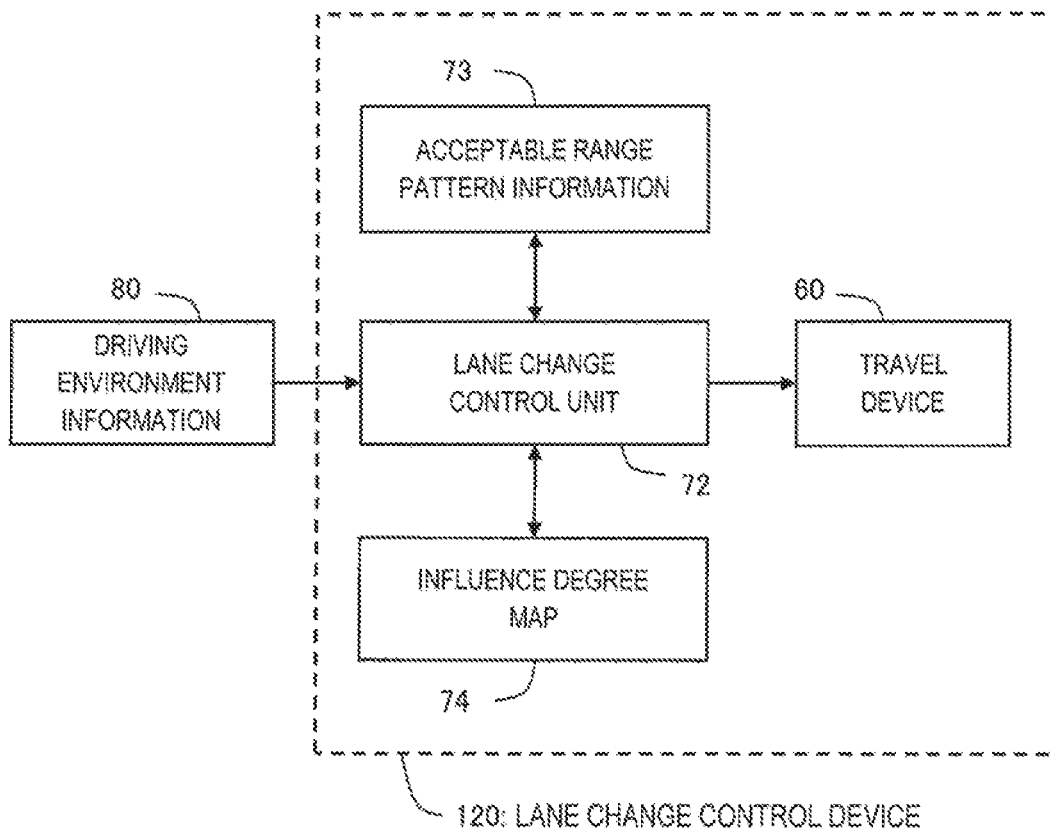 73
ACCEPTABLE RANGE
PATTERN INFORMATION
80
DRIVING
ENVIRONMENT
INFORMATION
LANE CHANGE
CONTROL UNIT
72
60
TRAVEL
DEVICE
INFLUENCE DEGREE
MAP
74
120: LANE CHANGE CONTROL DEVICE